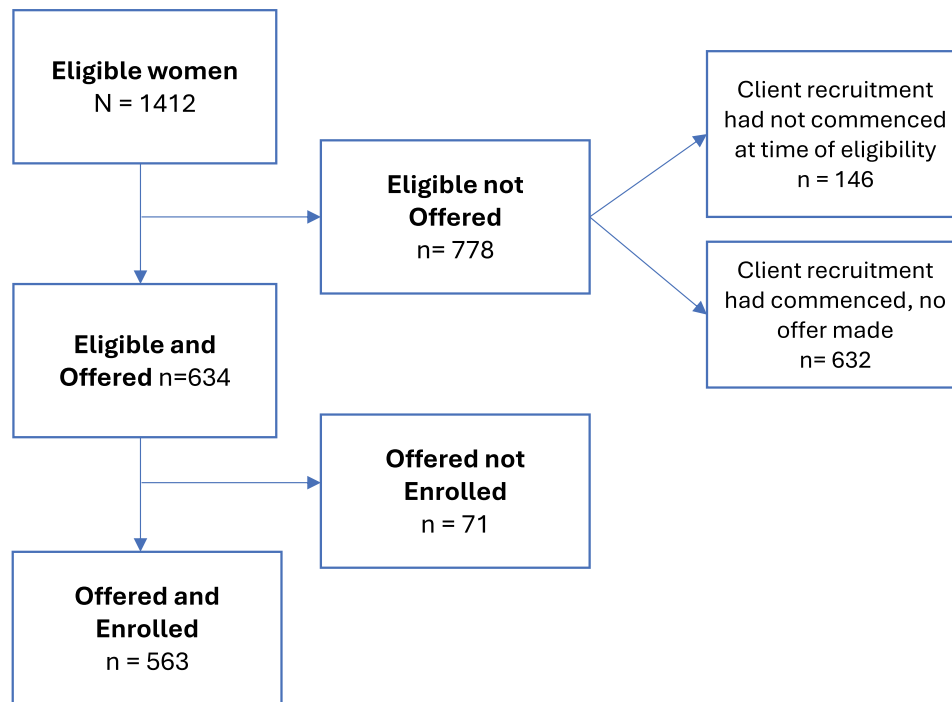 Eligible women
N = 1412
Client recruitment
had not commenced
at time of eligibility
n = 146
Eligible not
Offered
n= 778
Client recruitment
had commenced, no
offer made
n= 632
Eligible and
Offered n=634
Offered not
Enrolled
n = 71
Offered and
Enrolled
n = 563